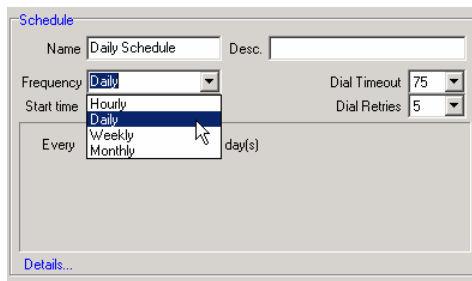 Schedule
Name Daily Schedule Desc.
Frequency Daily Dial Timeout 75
Start time Hourly Dial Retries 5
Daily
Every Weekly day(s)
Monthly
Details...